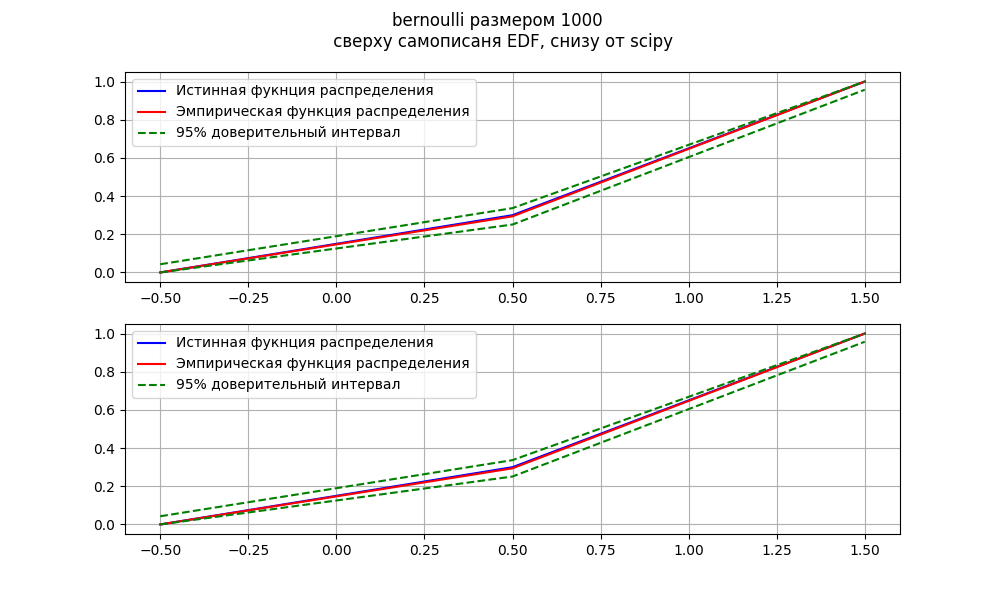 bernoulli размером 1000
сверху самописаня EDF, снизу от scipy
1.0
0.8
0.6
0.4
0.2
0.0
Истинная фукнция распределения
Эмпирическая функция распределения
95% доверительный интервал
−0.50 −0.25 0.00 0.25 0.50 0.75 1.00 1.25 1.50
1.0
0.8
0.6
0.4
0.2
0.0
Истинная фукнция распределения
Эмпирическая функция распределения
95% доверительный интервал
−0.50 −0.25 0.00 0.25 0.50 0.75 1.00 1.25 1.50